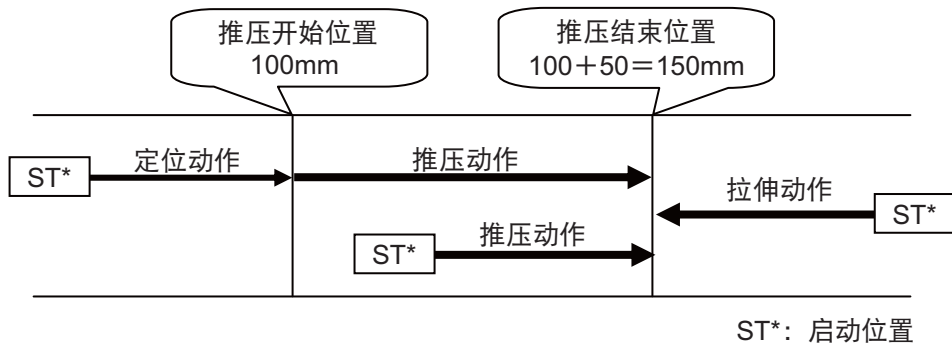 推压开始位置
100mm
推压结束位置
100＋50＝150mm
ST*
定位动作
推压动作
拉伸动作
ST*
ST*
推压动作
ST*：启动位置